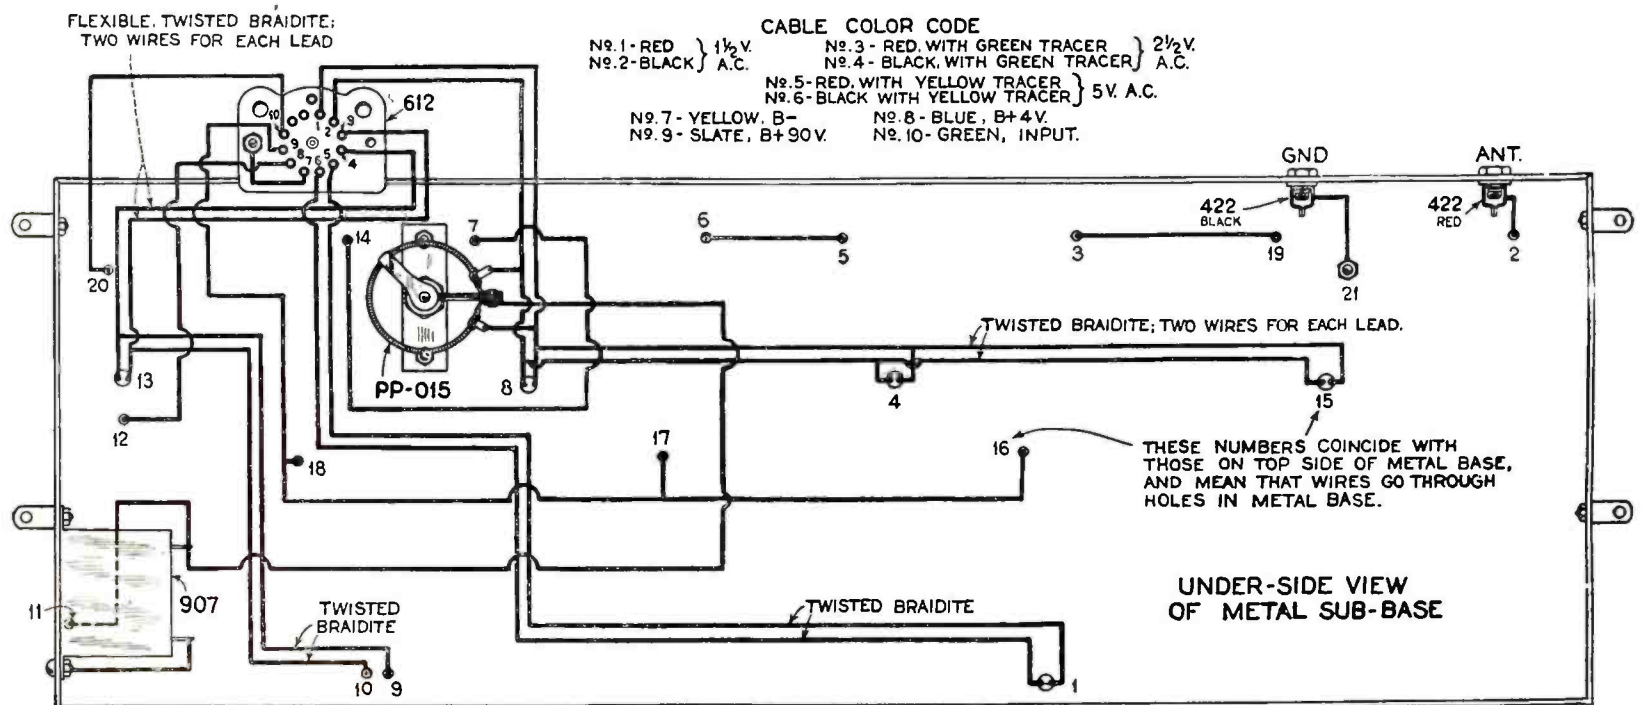 FLEXIBLE, TWISTED BRAIDITE;
TWO WIRES FOR EACH LEAD
CABLE COLOR CODE
Nº.1 - RED } 1½ V.
Nº.2 - BLACK } A.C.
Nº.3 - RED, WITH GREEN TRACER } 2½ V.
Nº.4 - BLACK, WITH GREEN TRACER } A.C.
Nº.5 - RED, WITH YELLOW TRACER
Nº.6 - BLACK WITH YELLOW TRACER } 5 V. A.C.
Nº.7 - YELLOW, B-
Nº.8 - BLUE, B+4V.
Nº.9 - SLATE, B+90V.
Nº.10 - GREEN, INPUT.
612
10
1
2
3
9
8
7
6
5
4
GND
ANT.
422
BLACK
422
RED
14
7
6
5
3
19
2
20
21
TWISTED BRAIDITE; TWO WIRES FOR EACH LEAD.
13
PP-015
8
4
15
12
18
17
16
THESE NUMBERS COINCIDE WITH
THOSE ON TOP SIDE OF METAL BASE,
AND MEAN THAT WIRES GO THROUGH
HOLES IN METAL BASE.
11
907
TWISTED
BRAIDITE
TWISTED BRAIDITE
UNDER-SIDE VIEW
OF METAL SUB-BASE
10
9
1